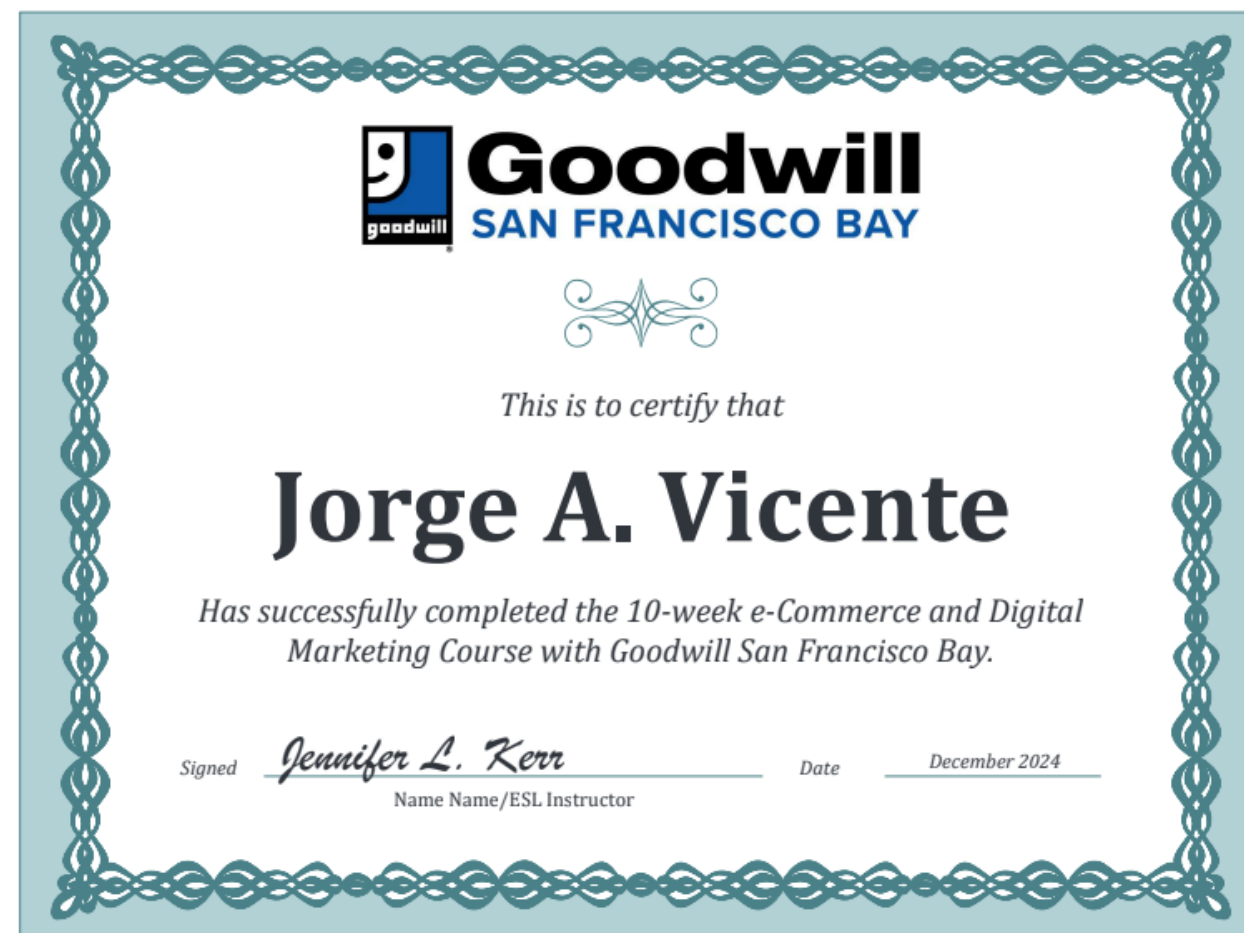 goodwill
Goodwill
SAN FRANCISCO BAY
This is to certify that
Jorge A. Vicente
Has successfully completed the 10-week e-Commerce and Digital
Marketing Course with Goodwill San Francisco Bay.
Signed Jennifer L. Kerr Date December 2024
Name Name/ESL Instructor